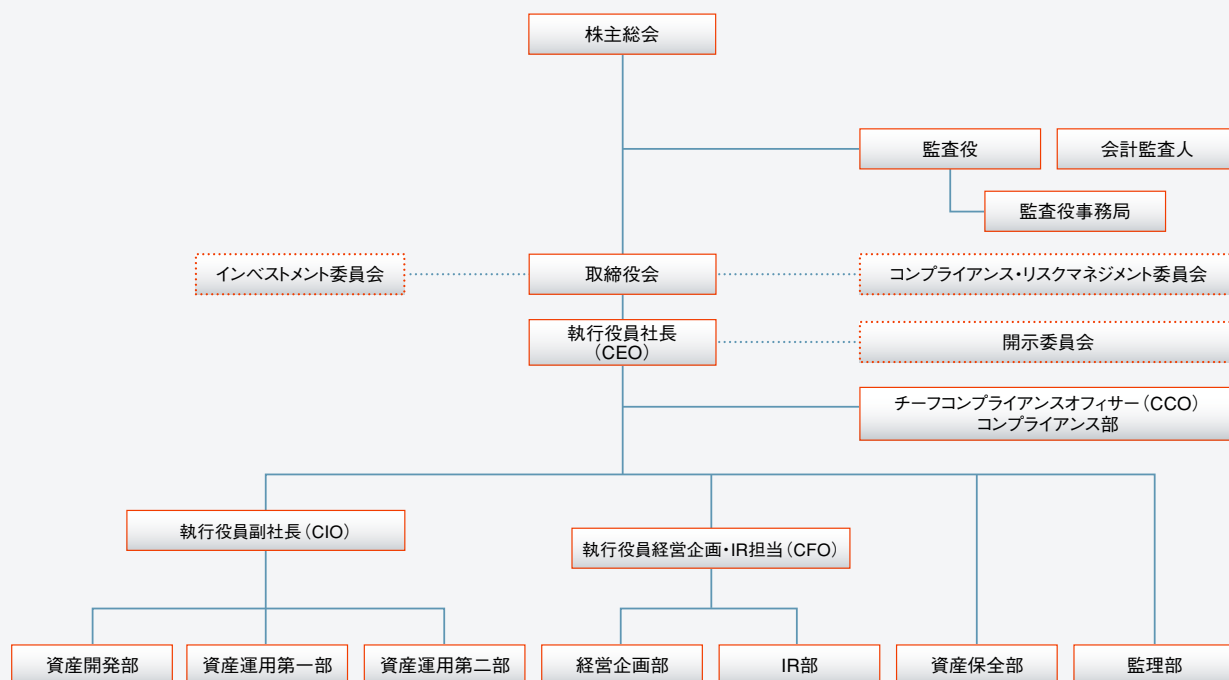 株主総会
監査役
会計監査人
監査役事務局
インベストメント委員会
取締役会
コンプライアンス・リスクマネジメント委員会
執行役員社長
(CEO)
開示委員会
チーフコンプライアンスオフィサー(CCO)
コンプライアンス部
執行役員副社長(CIO)
執行役員経営企画・IR担当(CFO)
資産開発部
資産運用第一部
資産運用第二部
経営企画部
IR部
資産保全部
監理部